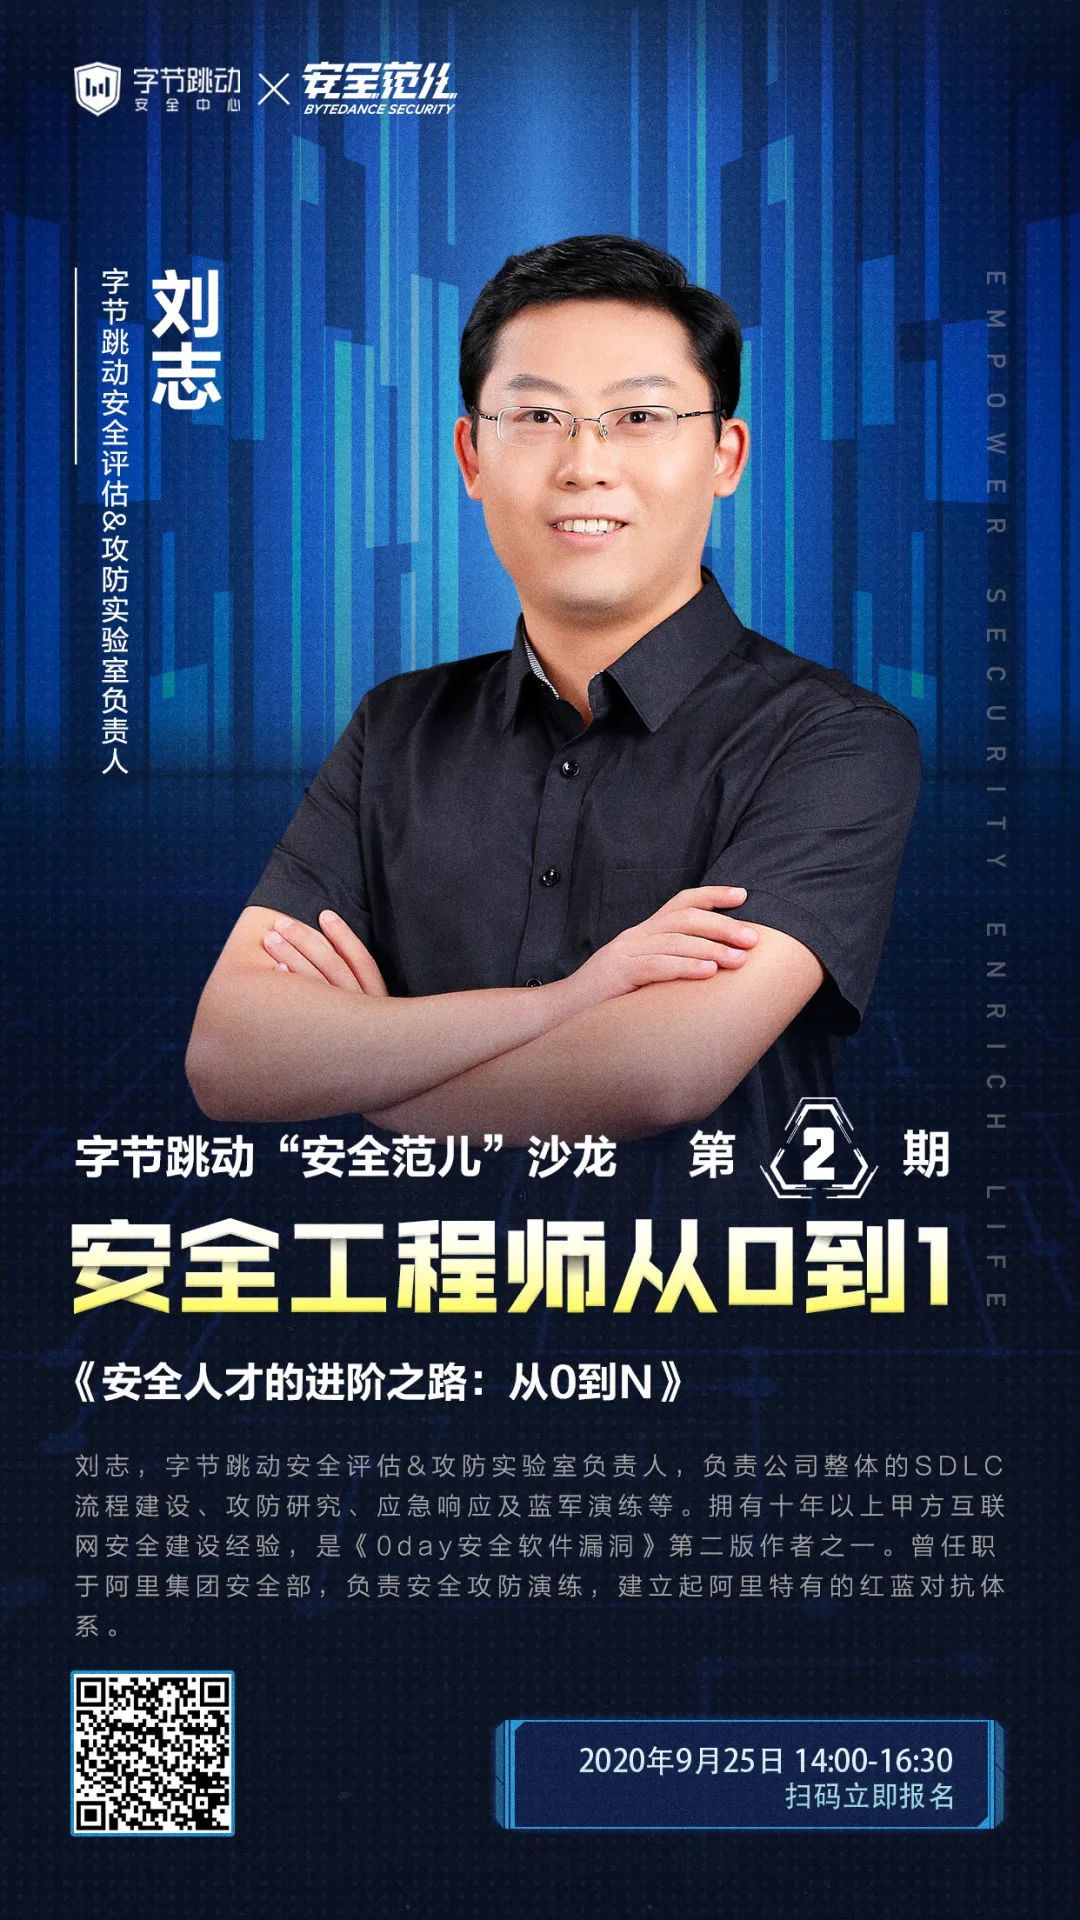 字节跳动
安全中心
安全范儿
BYTEDANCE SECURITY
刘志
字节跳动安全评估&攻防实验室负责人
EMPOWER SECURITY ENRICH LIFE
字节跳动“安全范儿”沙龙 第2期
安全工程师从0到1
《安全人才的进阶之路：从0到N》
刘志，字节跳动安全评估&攻防实验室负责人，负责公司整体的SDLC
流程建设、攻防研究、应急响应及蓝军演练等。拥有十年以上甲方互联
网安全建设经验，是《0day安全软件漏洞》第二版作者之一。曾任职
于阿里集团安全部，负责安全攻防演练，建立起阿里特有的红蓝对抗体
系。
2020年9月25日 14:00-16:30
扫码立即报名